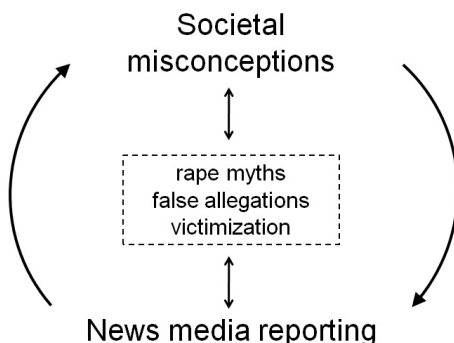 Societal
misconceptions
rape myths
false allegations
victimization
News media reporting